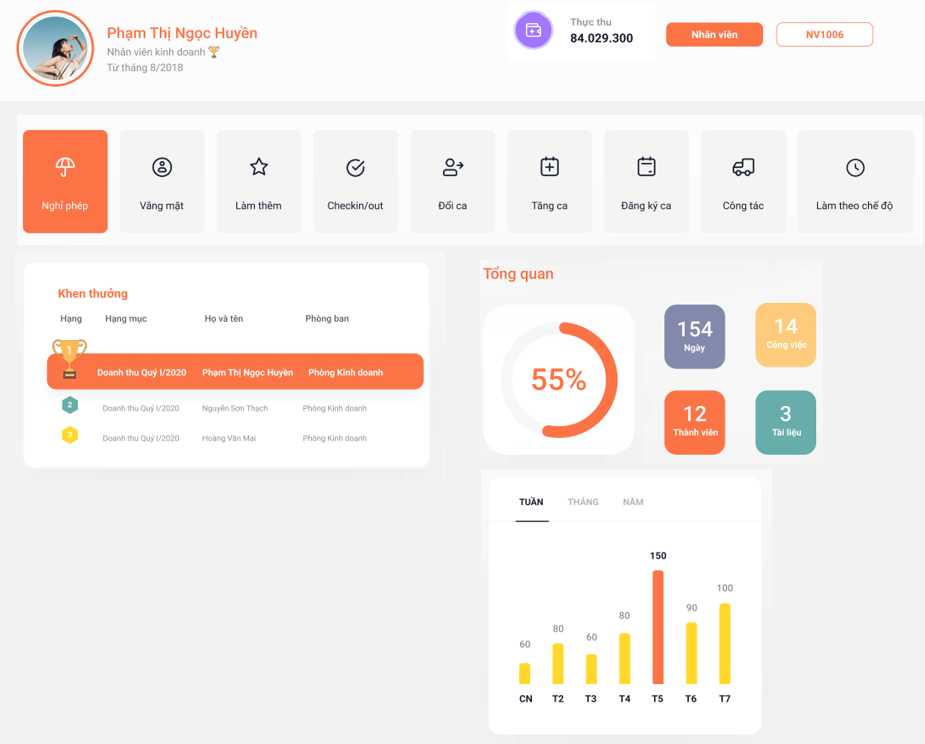 Phạm Thị Ngọc Huyền
Nhân viên kinh doanh
Từ tháng 8/2018
Thực thu
84.029.300
Nhân viên
NV1006
Nghỉ phép
Vắng mặt
Làm thêm
Checkin/out
Đổi ca
Tăng ca
Đăng ký ca
Công tác
Làm theo chế độ
Khen thưởng
Hạng Hạng mục Họ và tên Phòng ban
1 Doanh thu Quý I/2020 Phạm Thị Ngọc Huyền Phòng Kinh doanh
2 Doanh thu Quý I/2020 Nguyễn Sơn Thạch Phòng Kinh doanh
3 Doanh thu Quý I/2020 Hoàng Văn Mai Phòng Kinh doanh
Tổng quan
55%
154
Ngày
14
Công việc
12
Thành viên
3
Tài liệu
TUẦN THÁNG NĂM
60 80 60 80 150 90 100
CN T2 T3 T4 T5 T6 T7